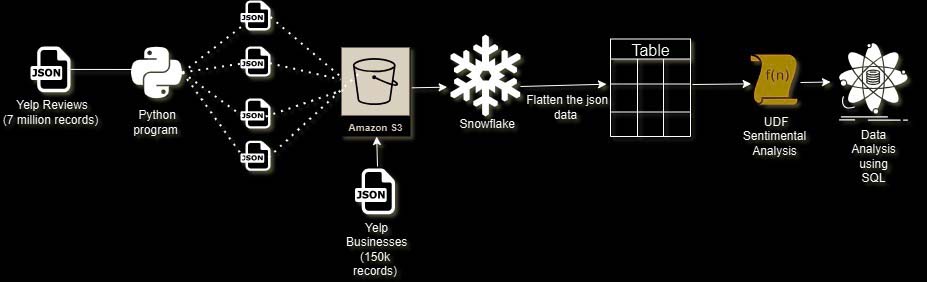 JSON
Yelp Reviews
(7 million records)
Python
program
JSON
JSON
JSON
JSON
Amazon S3
JSON
Yelp
Businesses
(150k
records)
Snowflake
Flatten the json
data
Table
f(n)
UDF
Sentimental
Analysis
Data
Analysis
using
SQL